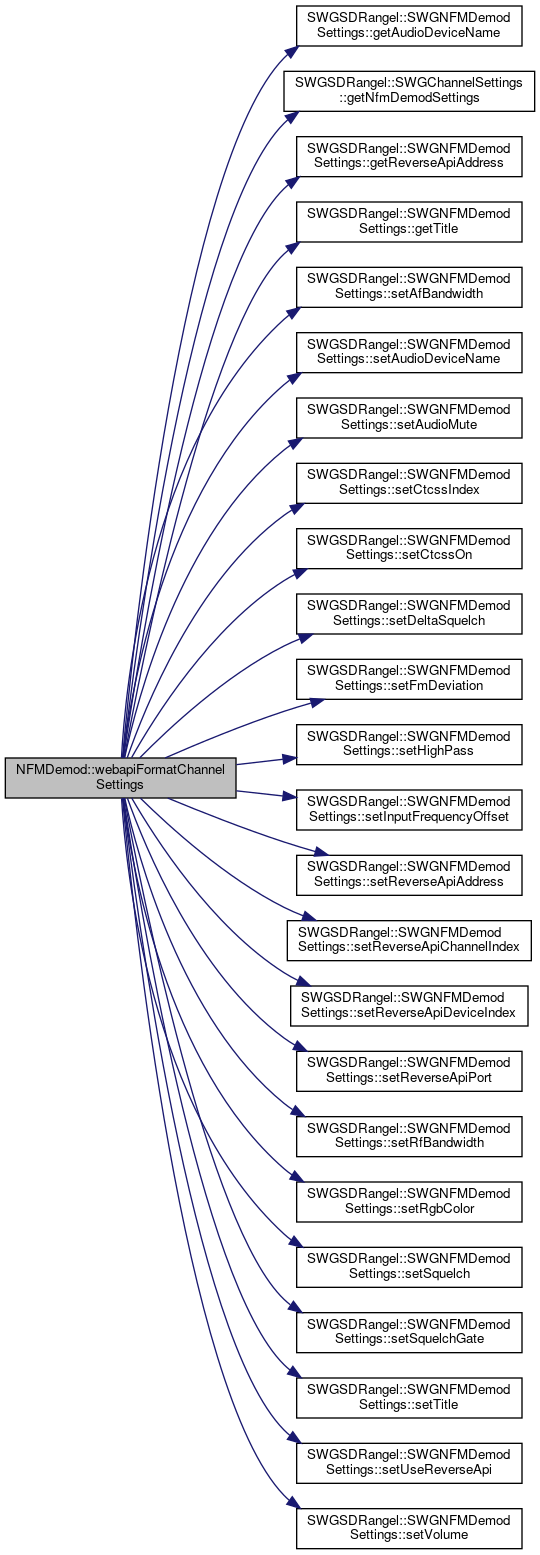 SWGSDRangel::SWGNFMDemod
Settings::getAudioDeviceName
SWGSDRangel::SWGChannelSettings
::getNfmDemodSettings
SWGSDRangel::SWGNFMDemod
Settings::getReverseApiAddress
SWGSDRangel::SWGNFMDemod
Settings::getTitle
SWGSDRangel::SWGNFMDemod
Settings::setAfBandwidth
SWGSDRangel::SWGNFMDemod
Settings::setAudioDeviceName
SWGSDRangel::SWGNFMDemod
Settings::setAudioMute
SWGSDRangel::SWGNFMDemod
Settings::setCtcssIndex
SWGSDRangel::SWGNFMDemod
Settings::setCtcssOn
SWGSDRangel::SWGNFMDemod
Settings::setDeltaSquelch
SWGSDRangel::SWGNFMDemod
Settings::setFmDeviation
SWGSDRangel::SWGNFMDemod
Settings::setHighPass
NFMDemod::webapiFormatChannel
Settings
SWGSDRangel::SWGNFMDemod
Settings::setInputFrequencyOffset
SWGSDRangel::SWGNFMDemod
Settings::setReverseApiAddress
SWGSDRangel::SWGNFMDemod
Settings::setReverseApiChannelIndex
SWGSDRangel::SWGNFMDemod
Settings::setReverseApiDeviceIndex
SWGSDRangel::SWGNFMDemod
Settings::setReverseApiPort
SWGSDRangel::SWGNFMDemod
Settings::setRfBandwidth
SWGSDRangel::SWGNFMDemod
Settings::setRgbColor
SWGSDRangel::SWGNFMDemod
Settings::setSquelch
SWGSDRangel::SWGNFMDemod
Settings::setSquelchGate
SWGSDRangel::SWGNFMDemod
Settings::setTitle
SWGSDRangel::SWGNFMDemod
Settings::setUseReverseApi
SWGSDRangel::SWGNFMDemod
Settings::setVolume